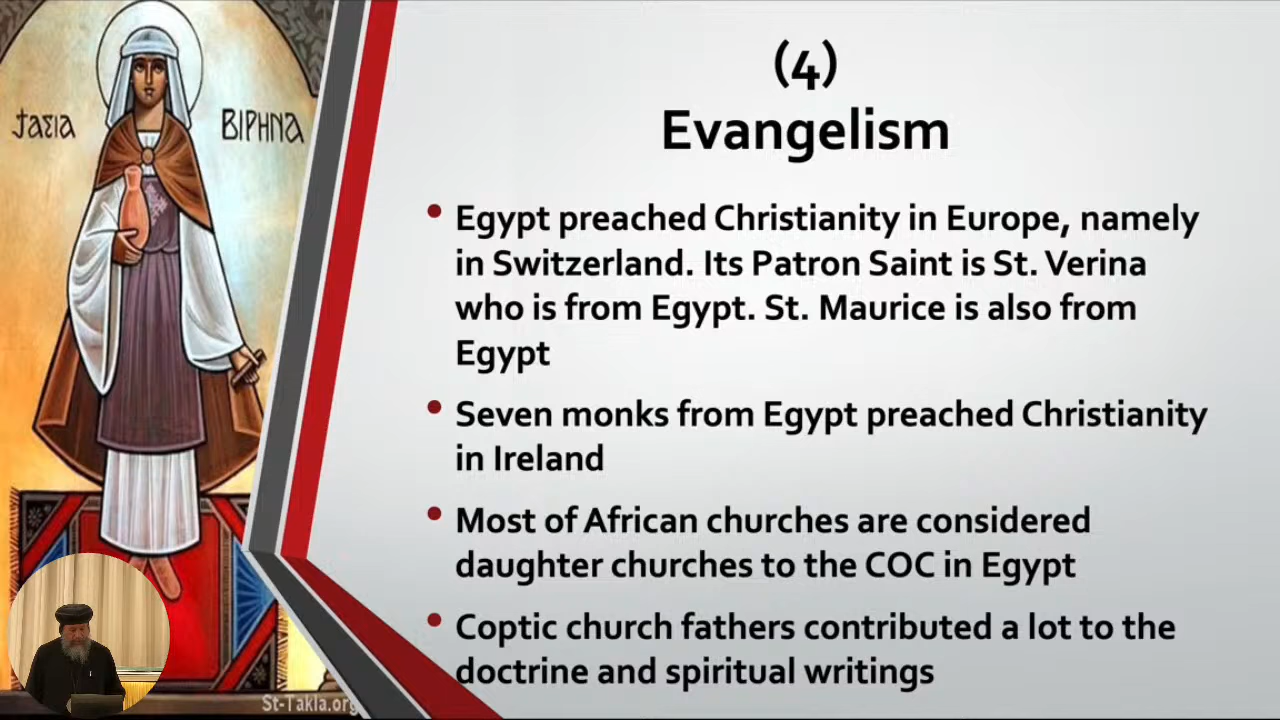 ϯⲁⲅⲓⲁ
ⲂⲒⲢⲎⲚⲀ
(4)
Evangelism
• Egypt preached Christianity in Europe, namely
in Switzerland. Its Patron Saint is St. Verina
who is from Egypt. St. Maurice is also from
Egypt
• Seven monks from Egypt preached Christianity
in Ireland
• Most of African churches are considered
daughter churches to the COC in Egypt
• Coptic church fathers contributed a lot to the
doctrine and spiritual writings
St-Takla.org